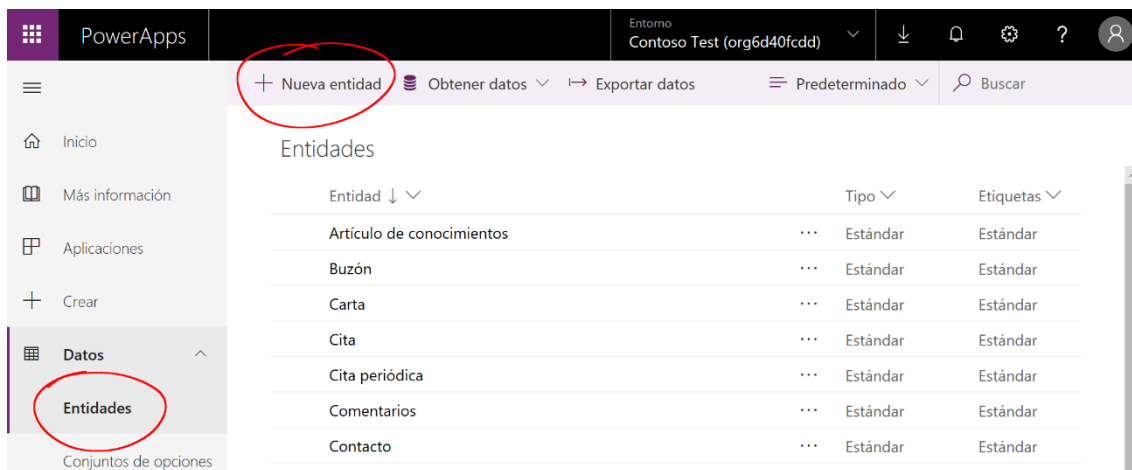 PowerApps
Entorno
Contoso Test (org6d40fcdd)
?
Nueva entidad
Obtener datos
Exportar datos
Predeterminado
Buscar
Inicio
Más información
Aplicaciones
Crear
Datos
Entidades
Conjuntos de opciones
Entidades
Entidad ↓ Tipo Etiquetas
Artículo de conocimientos ··· Estándar Estándar
Buzón ··· Estándar Estándar
Carta ··· Estándar Estándar
Cita ··· Estándar Estándar
Cita periódica ··· Estándar Estándar
Comentarios ··· Estándar Estándar
Contacto ··· Estándar Estándar